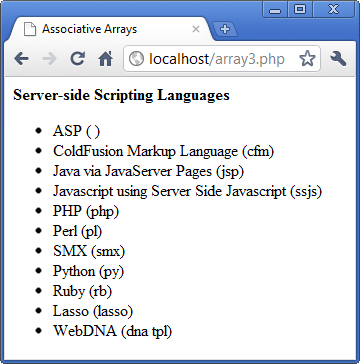 Associative Arrays
localhost/array3.php
Server-side Scripting Languages
ASP ( )
ColdFusion Markup Language (cfm)
Java via JavaServer Pages (jsp)
Javascript using Server Side Javascript (ssjs)
PHP (php)
Perl (pl)
SMX (smx)
Python (py)
Ruby (rb)
Lasso (lasso)
WebDNA (dna tpl)